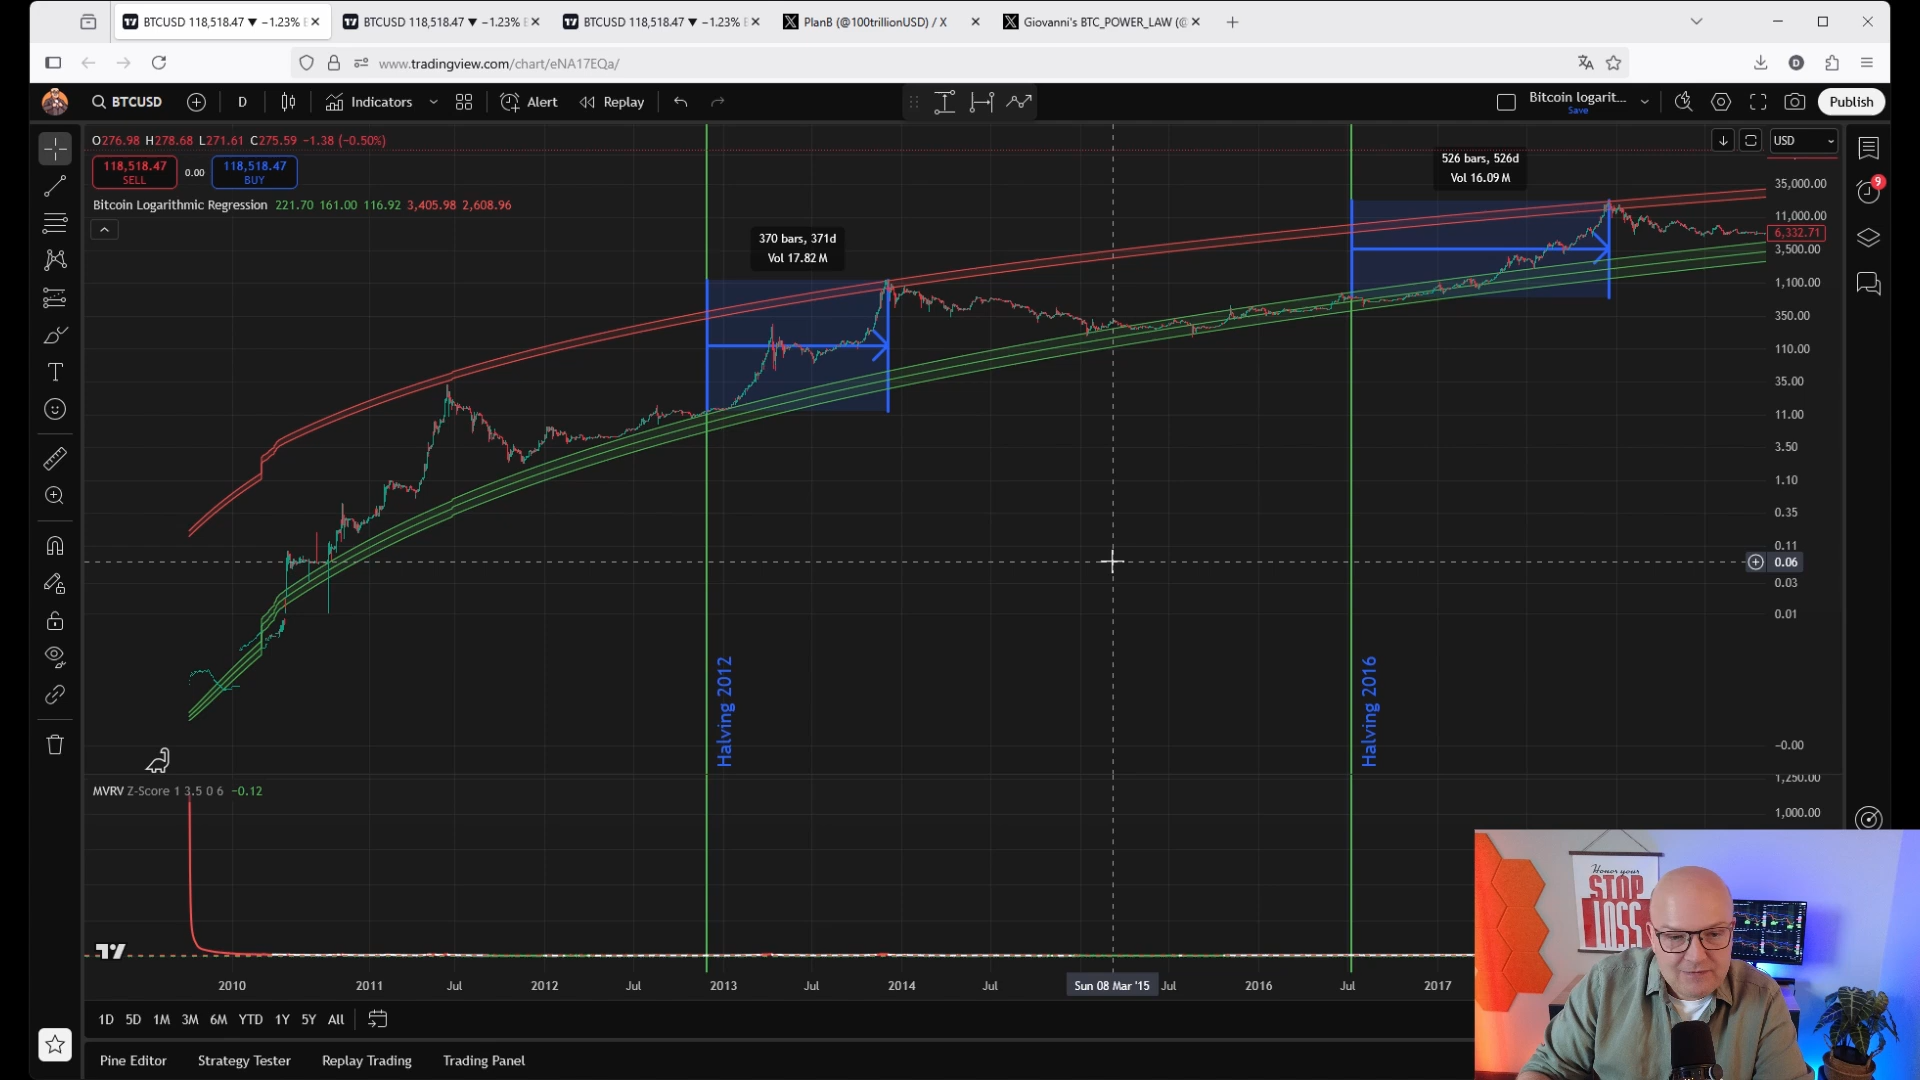 BTCUSD 118,518.47 ▼ −1.23% E
BTCUSD 118,518.47 ▼ −1.23% E
BTCUSD 118,518.47 ▼ −1.23% E
PlanB (@100trillionUSD) / X
Giovanni's BTC_POWER_LAW (@
www.tradingview.com/chart/eNA17EQa/
D
BTCUSD
D
Indicators
Alert
Replay
Bitcoin logarit...
Save
Publish
O276.98 H278.68 L271.61 C275.59 −1.38 (−0.50%)
USD
118,518.47
SELL
0.00
118,518.47
BUY
Bitcoin Logarithmic Regression 221.70 161.00 116.92 3,405.98 2,608.96
370 bars, 371d
Vol 17.82 M
526 bars, 526d
Vol 16.09 M
35,000.00
11,000.00
6,332.71
3,500.00
1,100.00
350.00
110.00
35.00
11.00
3.50
1.10
0.35
0.11
0.06
0.03
0.01
−0.00
9
Halving 2012
Halving 2016
MVRV Z-Score 1 3.5 0 6 −0.12
1,250.00
1,000.00
2010
2011
Jul
2012
Jul
2013
Jul
2014
Jul
Sun 08 Mar '15
Jul
2016
Jul
2017
1D 5D 1M 3M 6M YTD 1Y 5Y All
Pine Editor
Strategy Tester
Replay Trading
Trading Panel
Honor your
STOP
LOSS